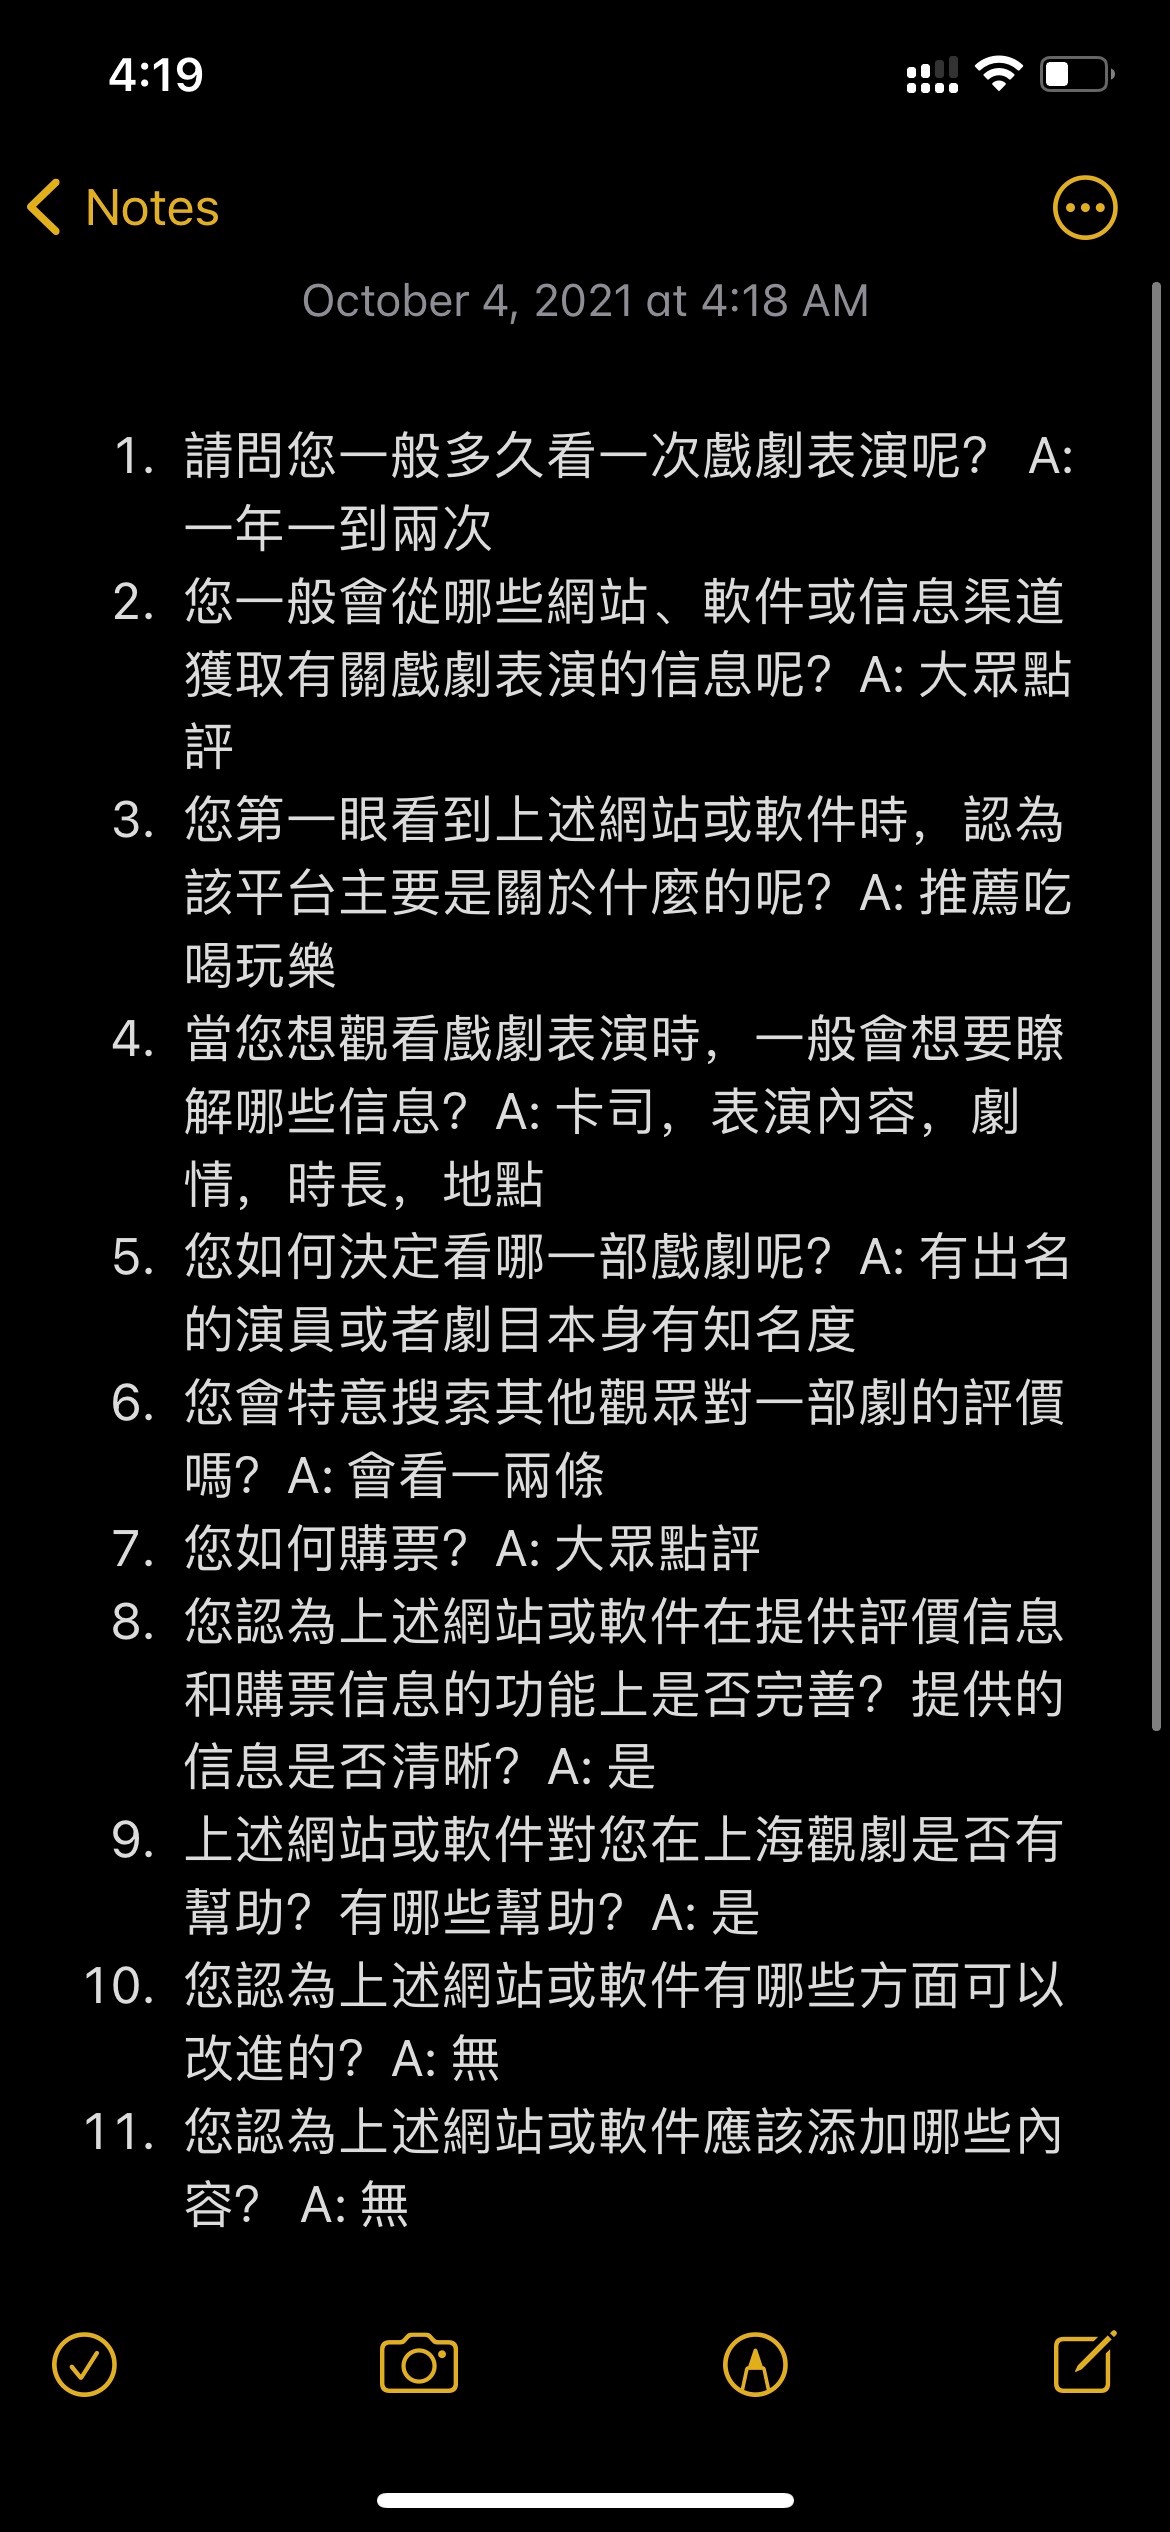 4:19
Notes
October 4, 2021 at 4:18 AM
1. 請問您一般多久看一次戲劇表演呢? A:
一年一到兩次
2. 您一般會從哪些網站、軟件或信息渠道
獲取有關戲劇表演的信息呢? A: 大眾點
評
3. 您第一眼看到上述網站或軟件時，認為
該平台主要是關於什麼的呢? A: 推薦吃
喝玩樂
4. 當您想觀看戲劇表演時，一般會想要瞭
解哪些信息? A: 卡司，表演內容，劇
情，時長，地點
5. 您如何決定看哪一部戲劇呢? A: 有出名
的演員或者劇目本身有知名度
6. 您會特意搜索其他觀眾對一部劇的評價
嗎? A: 會看一兩條
7. 您如何購票? A: 大眾點評
8. 您認為上述網站或軟件在提供評價信息
和購票信息的功能上是否完善? 提供的
信息是否清晰? A: 是
9. 上述網站或軟件對您在上海觀劇是否有
幫助? 有哪些幫助? A: 是
10. 您認為上述網站或軟件有哪些方面可以
改進的? A: 無
11. 您認為上述網站或軟件應該添加哪些內
容? A: 無